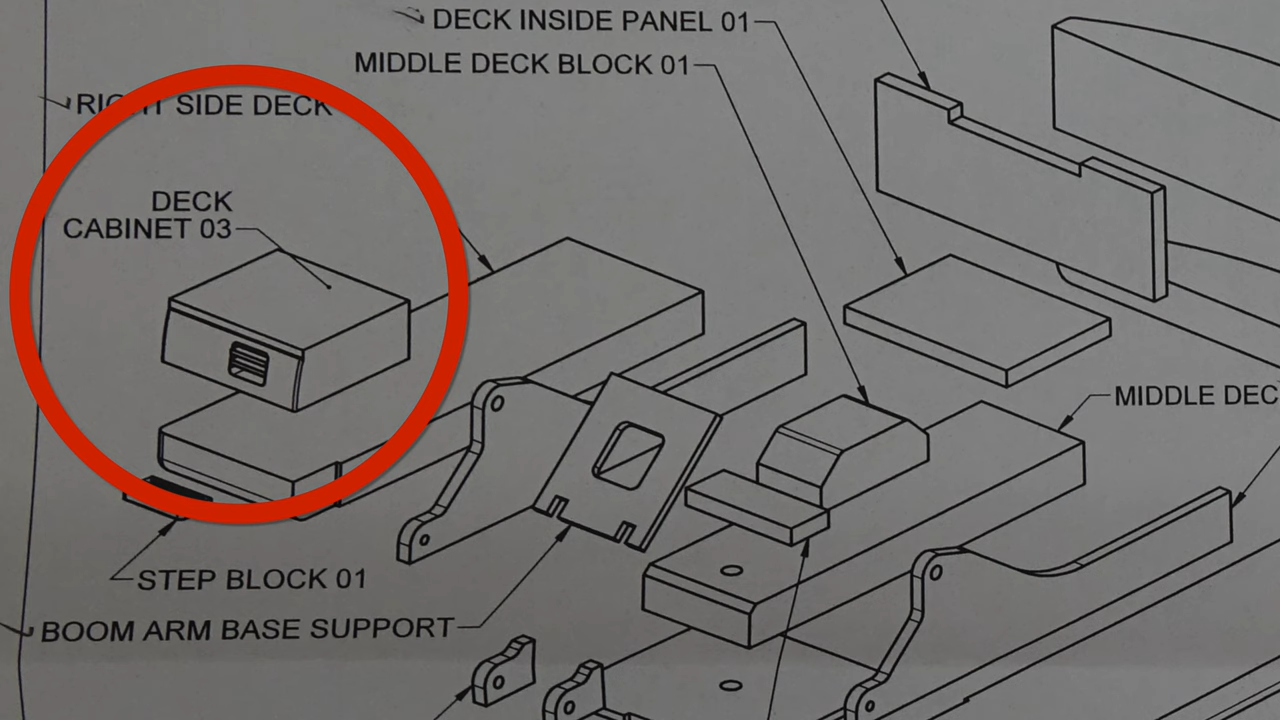 DECK INSIDE PANEL 01
MIDDLE DECK BLOCK 01
RIGHT SIDE DECK
DECK
CABINET 03
MIDDLE DEC
STEP BLOCK 01
BOOM ARM BASE SUPPORT